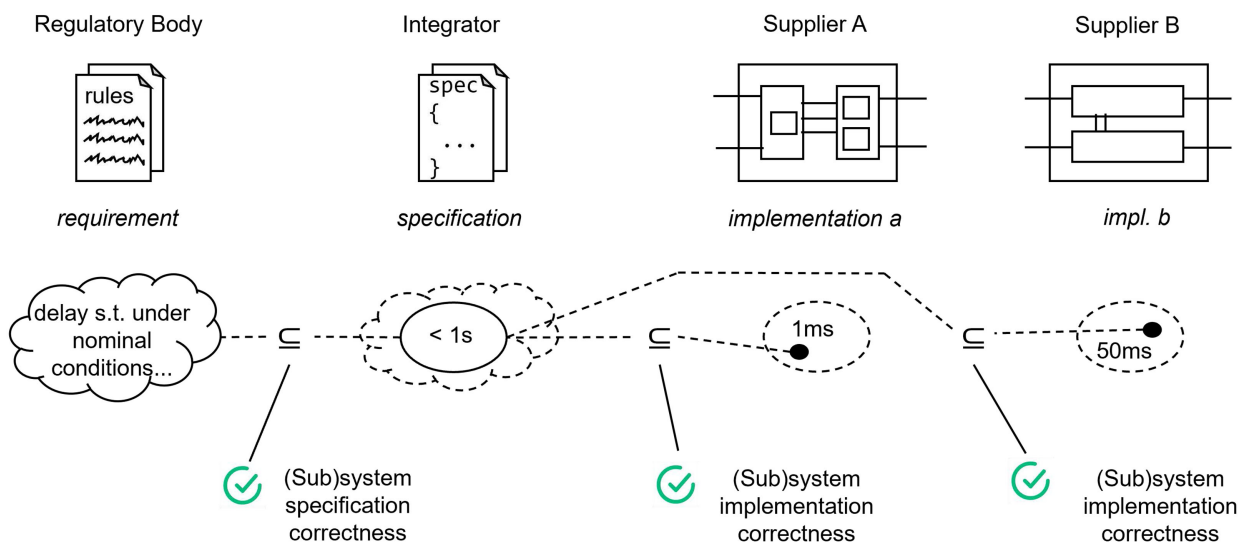 Regulatory Body
Integrator
Supplier A
Supplier B
rules
spec
{
...
}
requirement
specification
implementation a
impl. b
delay s.t. under
nominal
conditions...
⊆
< 1s
⊆
1ms
⊆
50ms
(Sub)system
specification
correctness
(Sub)system
implementation
correctness
(Sub)system
implementation
correctness